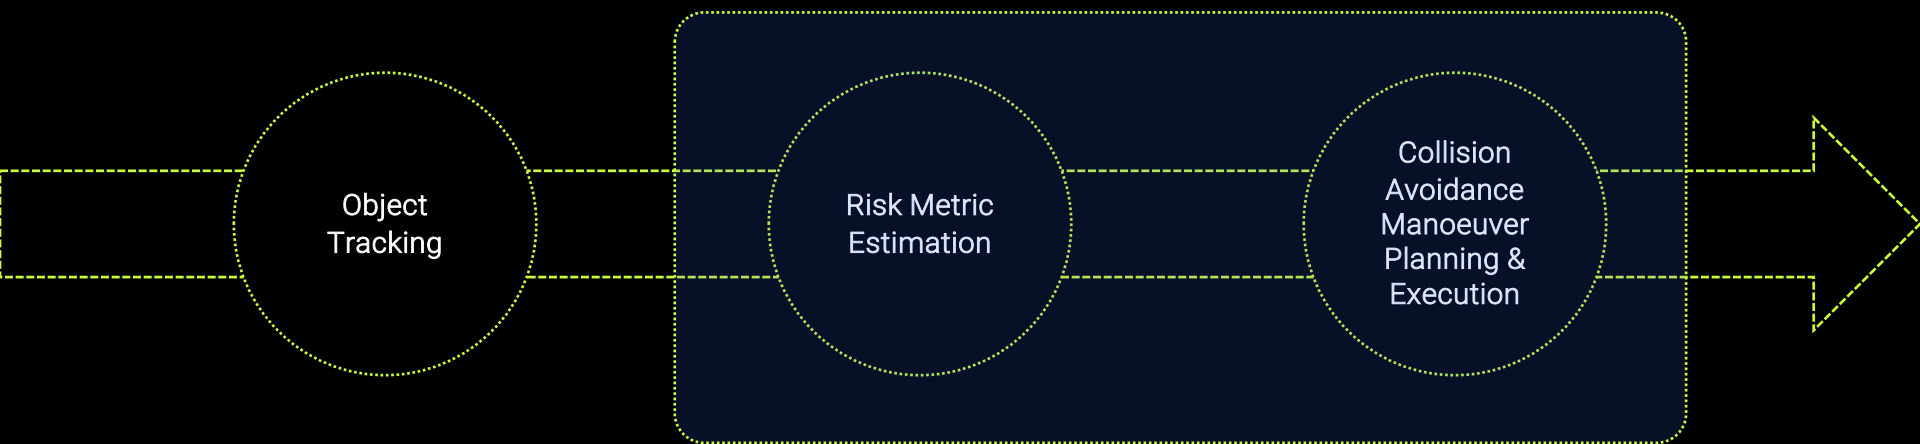 Object
Tracking
Risk Metric
Estimation
Collision
Avoidance
Manoeuver
Planning &
Execution